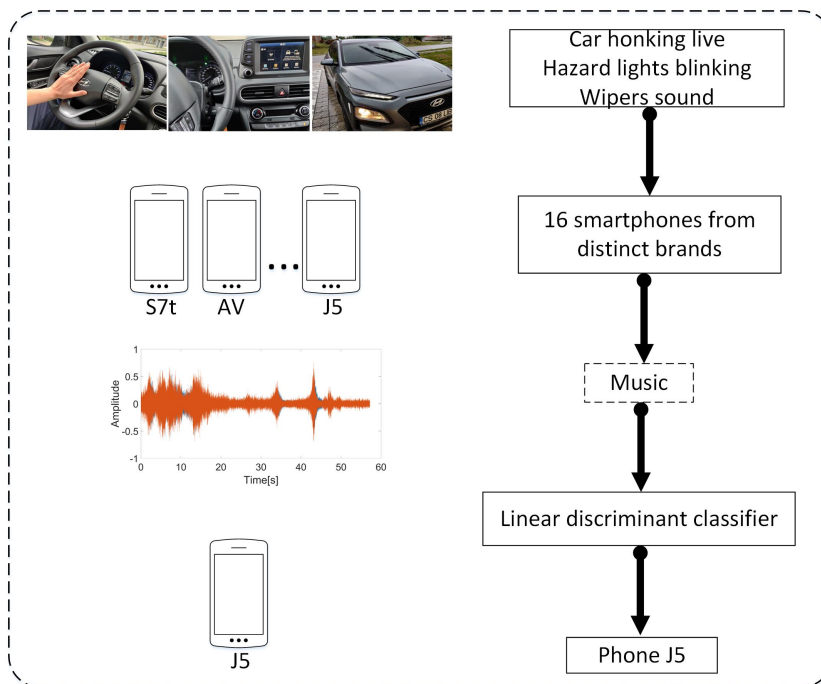 Car honking live
Hazard lights blinking
Wipers sound
16 smartphones from
distinct brands
S7t AV J5
1
0.5
0
-0.5
-1
Amplitude
0 10 20 30 40 50 60
Time[s]
Music
Linear discriminant classifier
J5
Phone J5